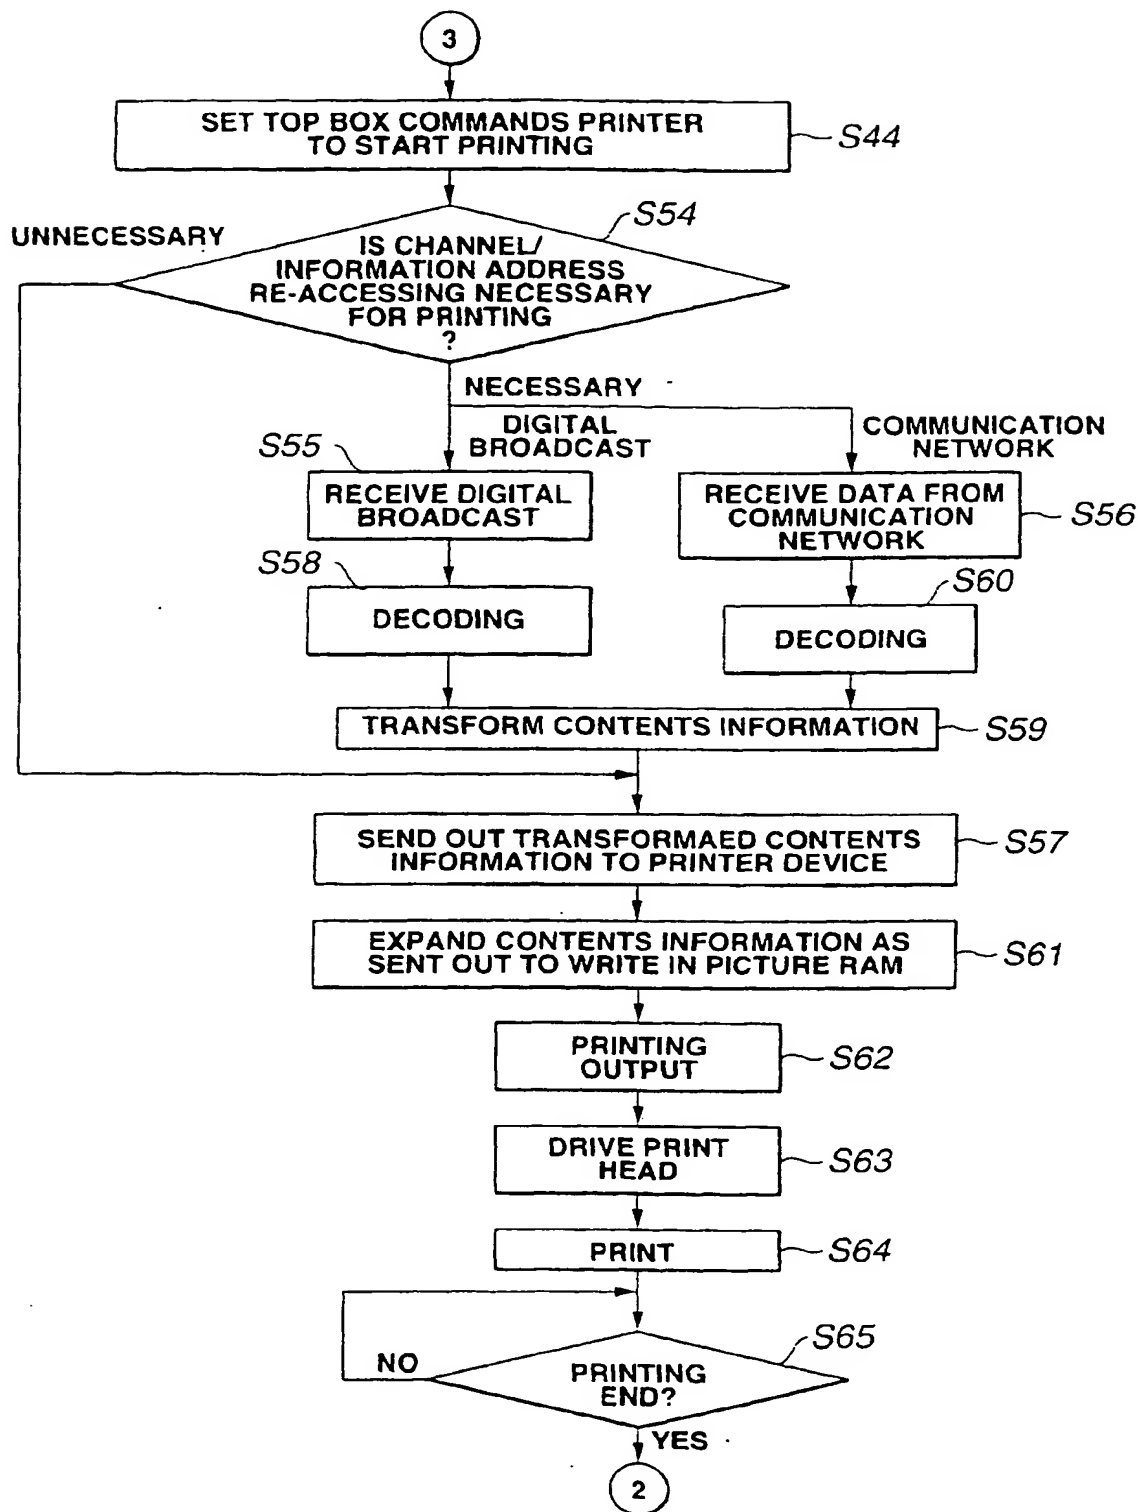 3
SET TOP BOX COMMANDS PRINTER
TO START PRINTING
S44
S54
UNNECESSARY
IS CHANNEL/
INFORMATION ADDRESS
RE-ACCESSING NECESSARY
FOR PRINTING
?
NECESSARY
DIGITAL
BROADCAST
COMMUNICATION
NETWORK
S55
RECEIVE DIGITAL
BROADCAST
RECEIVE DATA FROM
COMMUNICATION
NETWORK
S56
S58
DECODING
S60
DECODING
TRANSFORM CONTENTS INFORMATION
S59
SEND OUT TRANSFORMAED CONTENTS
INFORMATION TO PRINTER DEVICE
S57
EXPAND CONTENTS INFORMATION AS
SENT OUT TO WRITE IN PICTURE RAM
S61
PRINTING
OUTPUT
S62
DRIVE PRINT
HEAD
S63
PRINT
S64
S65
NO
PRINTING
END?
YES
2